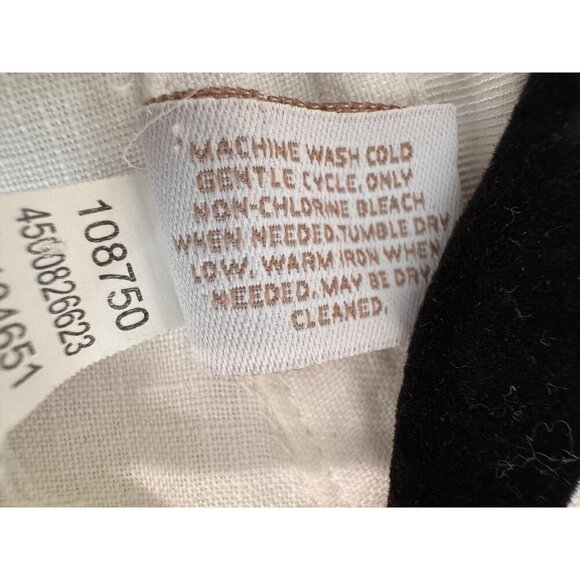 MACHINE WASH COLD
GENTLE CYCLE, ONLY
NON-CHLORINE BLEACH
WHEN NEEDED, TUMBLE DRY
LOW. WARM IRON WHEN
NEEDED. MAY BE DRY
CLEANED.
108750
4500826623